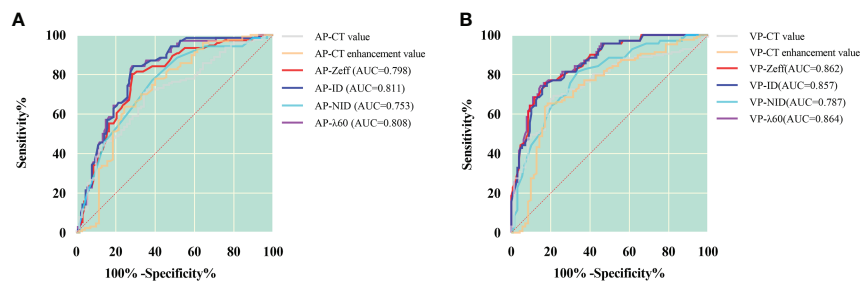 A
100
80
60
40
20
0
Sensitivity%
0 20 40 60 80 100
100% -Specificity%
AP-CT value
AP-CT enhancement value
AP-Zeff (AUC=0.798)
AP-ID (AUC=0.811)
AP-NID (AUC=0.753)
AP-λ60 (AUC=0.808)
B
100
80
60
40
20
0
Sensitivity%
0 20 40 60 80 100
100% -Specificity%
VP-CT value
VP-CT enhancement value
VP-Zeff(AUC=0.862)
VP-ID(AUC=0.857)
VP-NID(AUC=0.787)
VP-λ60(AUC=0.864)